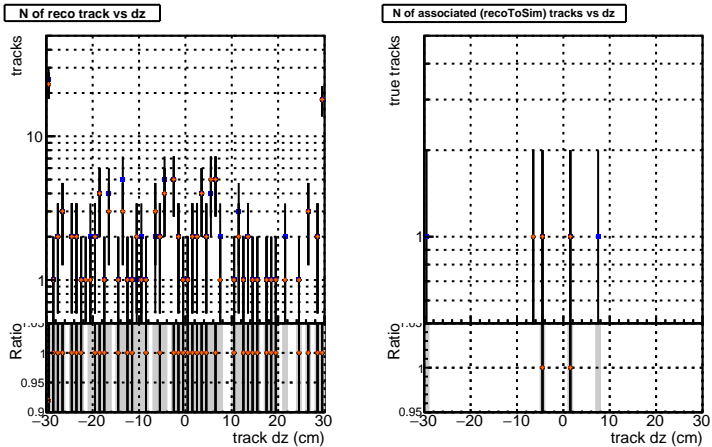 N of reco track vs dz
tracks
10
1
Ratio
1.05
1
0.95
0.9
−30 −20 −10 0 10 20 30
track dz (cm)
N of associated (recoToSim) tracks vs dz
true tracks
1
Ratio
1.05
1
0.95
−30 −20 −10 0 10 20 30
track dz (cm)